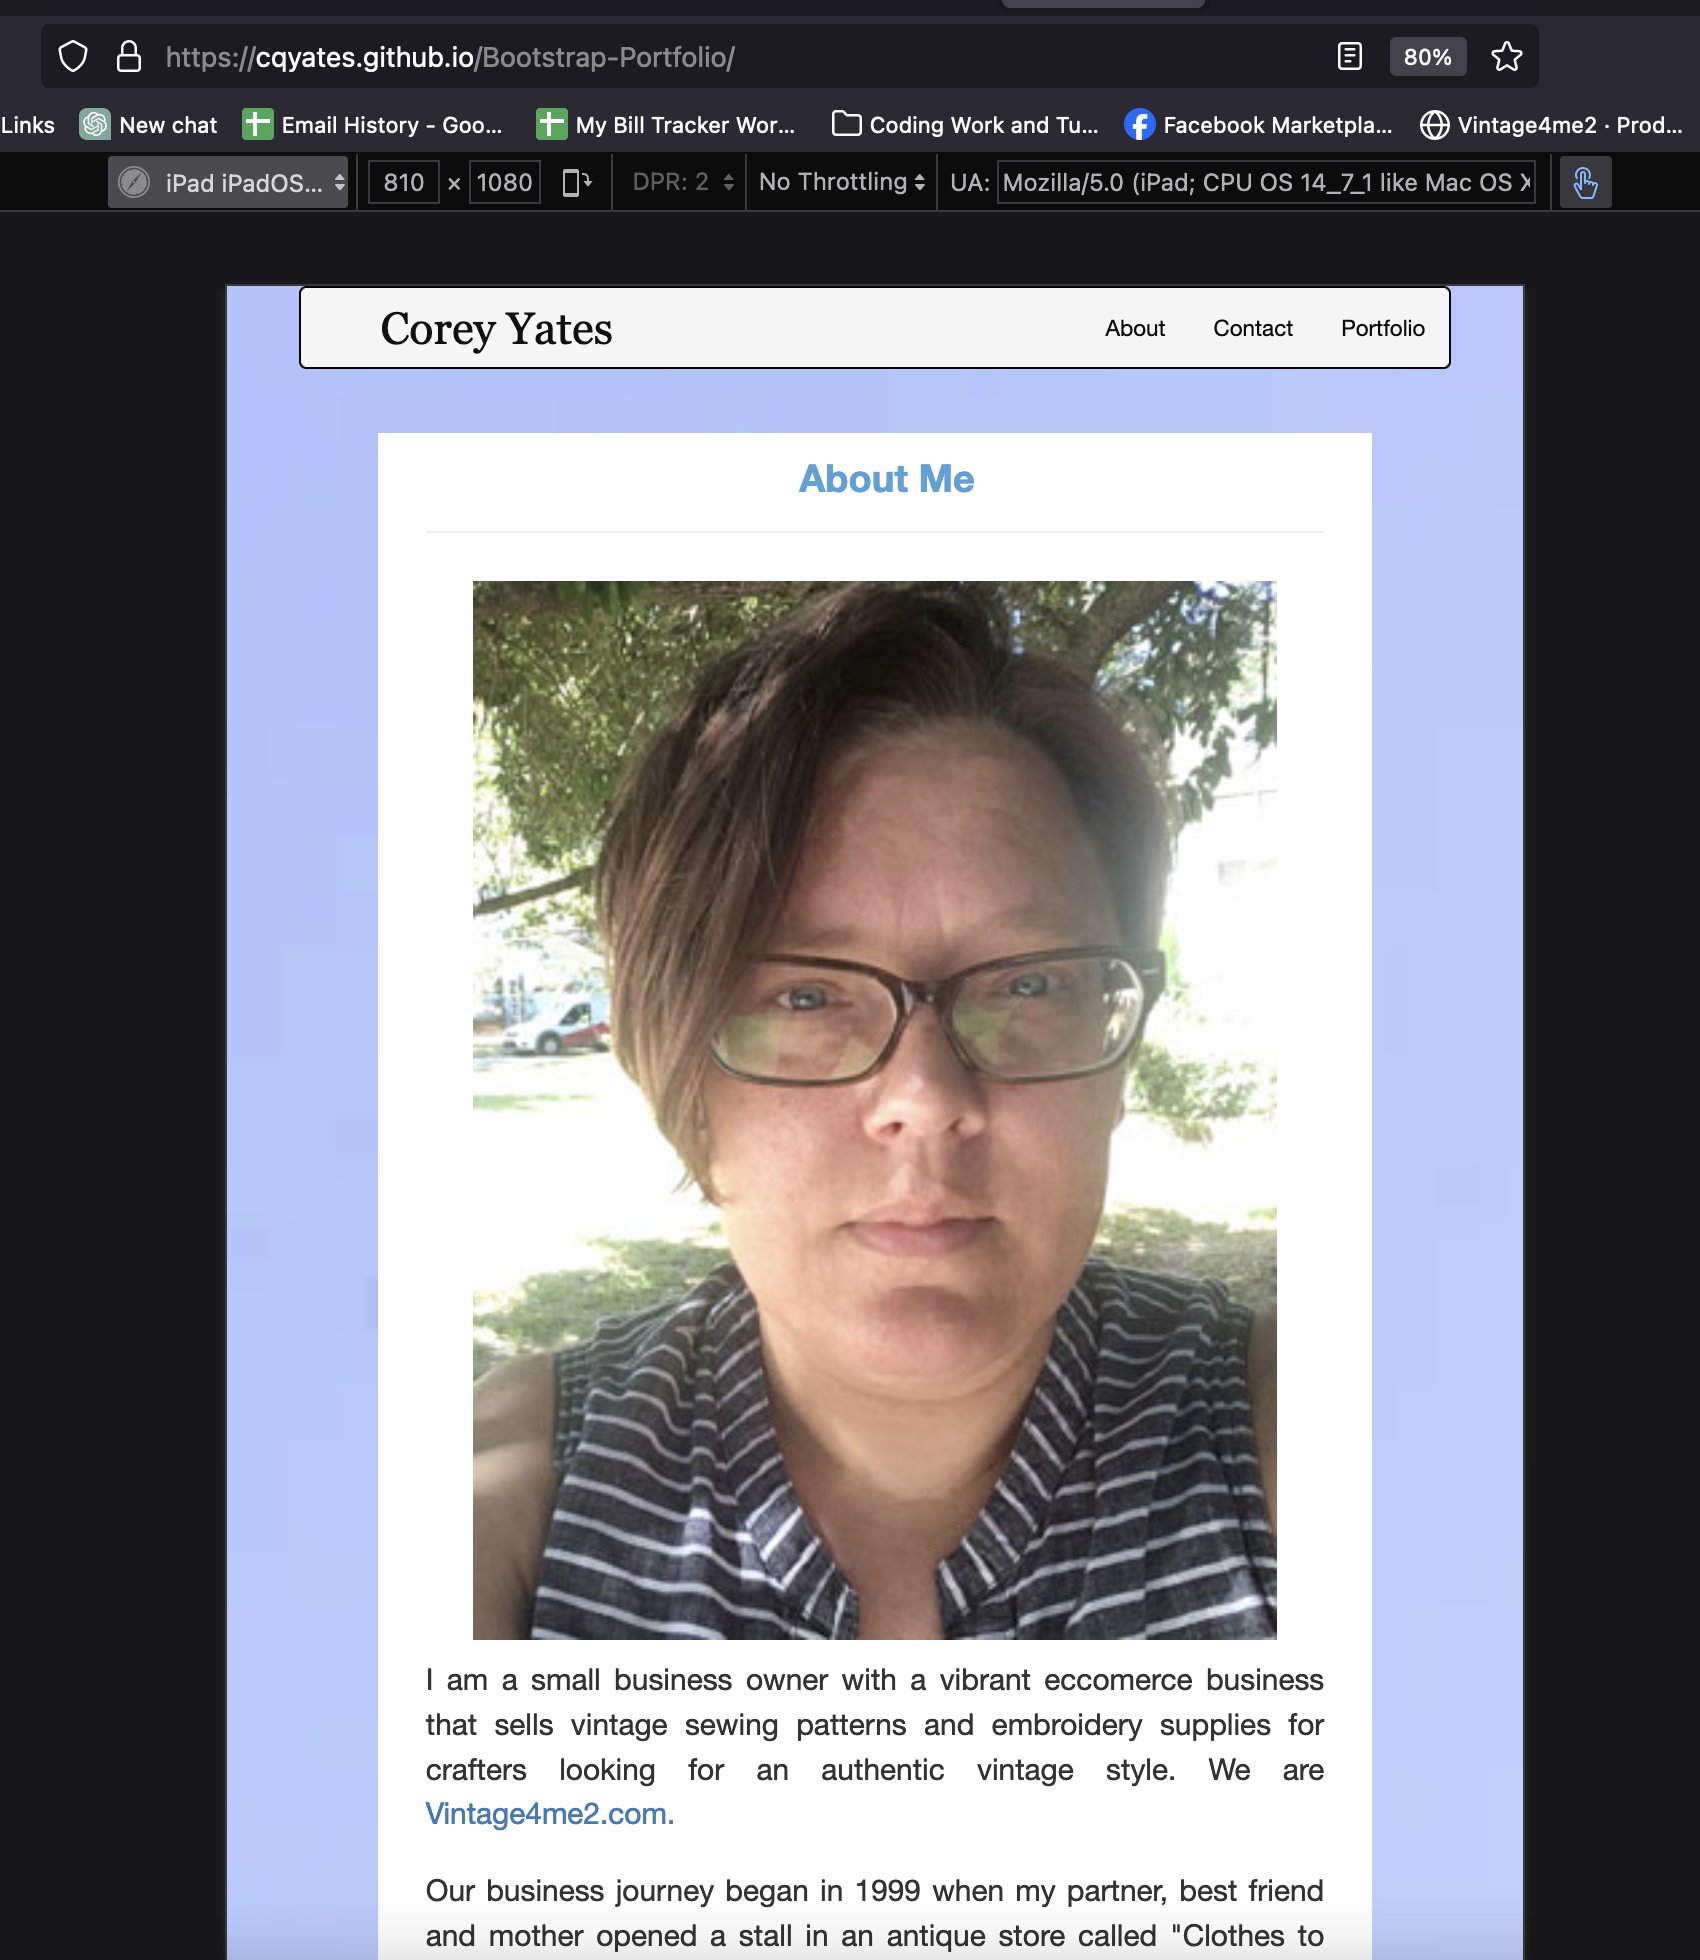 https://cqyates.github.io/Bootstrap-Portfolio/
80%
Links
New chat
Email History - Goo...
My Bill Tracker Wor...
Coding Work and Tu...
Facebook Marketpla...
Vintage4me2 · Prod...
iPad iPadOS...
810 × 1080
DPR: 2
No Throttling
UA: Mozilla/5.0 (iPad; CPU OS 14_7_1 like Mac OS X
Corey Yates
About
Contact
Portfolio
About Me
I am a small business owner with a vibrant eccomerce business
that sells vintage sewing patterns and embroidery supplies for
crafters looking for an authentic vintage style. We are
Vintage4me2.com.
Our business journey began in 1999 when my partner, best friend
and mother opened a stall in an antique store called "Clothes to